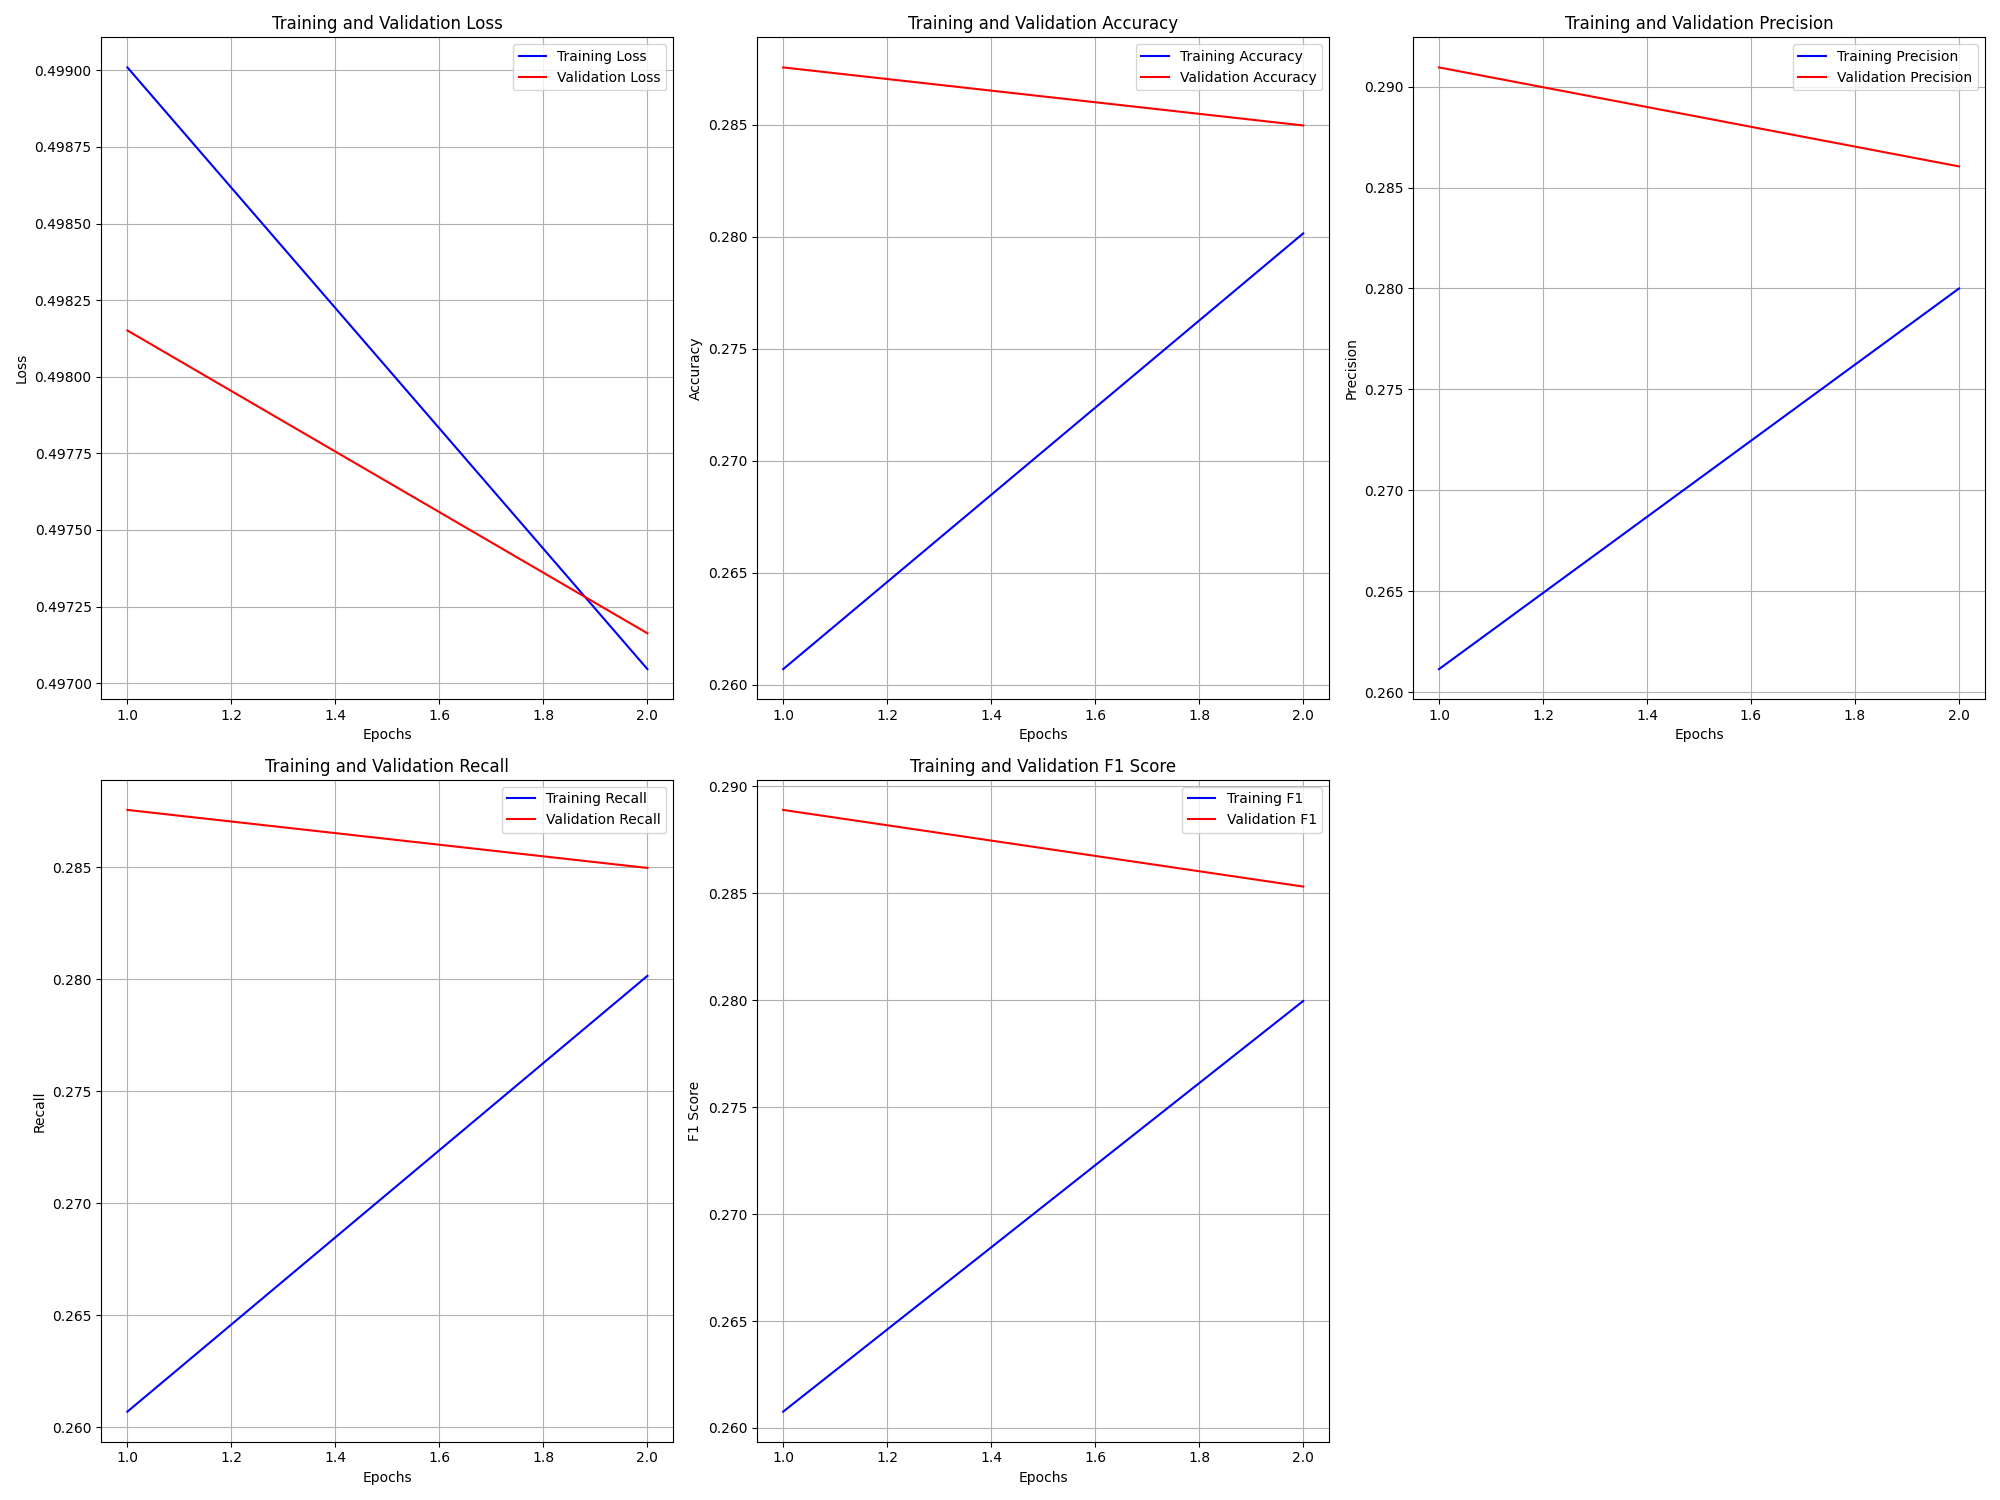 Training and Validation Loss
Training Loss
Validation Loss
0.49900
0.49875
0.49850
0.49825
0.49800
0.49775
0.49750
0.49725
0.49700
Loss
1.0 1.2 1.4 1.6 1.8 2.0
Epochs
Training and Validation Accuracy
Training Accuracy
Validation Accuracy
0.285
0.280
0.275
0.270
0.265
0.260
Accuracy
1.0 1.2 1.4 1.6 1.8 2.0
Epochs
Training and Validation Precision
Training Precision
Validation Precision
0.290
0.285
0.280
0.275
0.270
0.265
0.260
Precision
1.0 1.2 1.4 1.6 1.8 2.0
Epochs
Training and Validation Recall
Training Recall
Validation Recall
0.285
0.280
0.275
0.270
0.265
0.260
Recall
1.0 1.2 1.4 1.6 1.8 2.0
Epochs
Training and Validation F1 Score
Training F1
Validation F1
0.290
0.285
0.280
0.275
0.270
0.265
0.260
F1 Score
1.0 1.2 1.4 1.6 1.8 2.0
Epochs